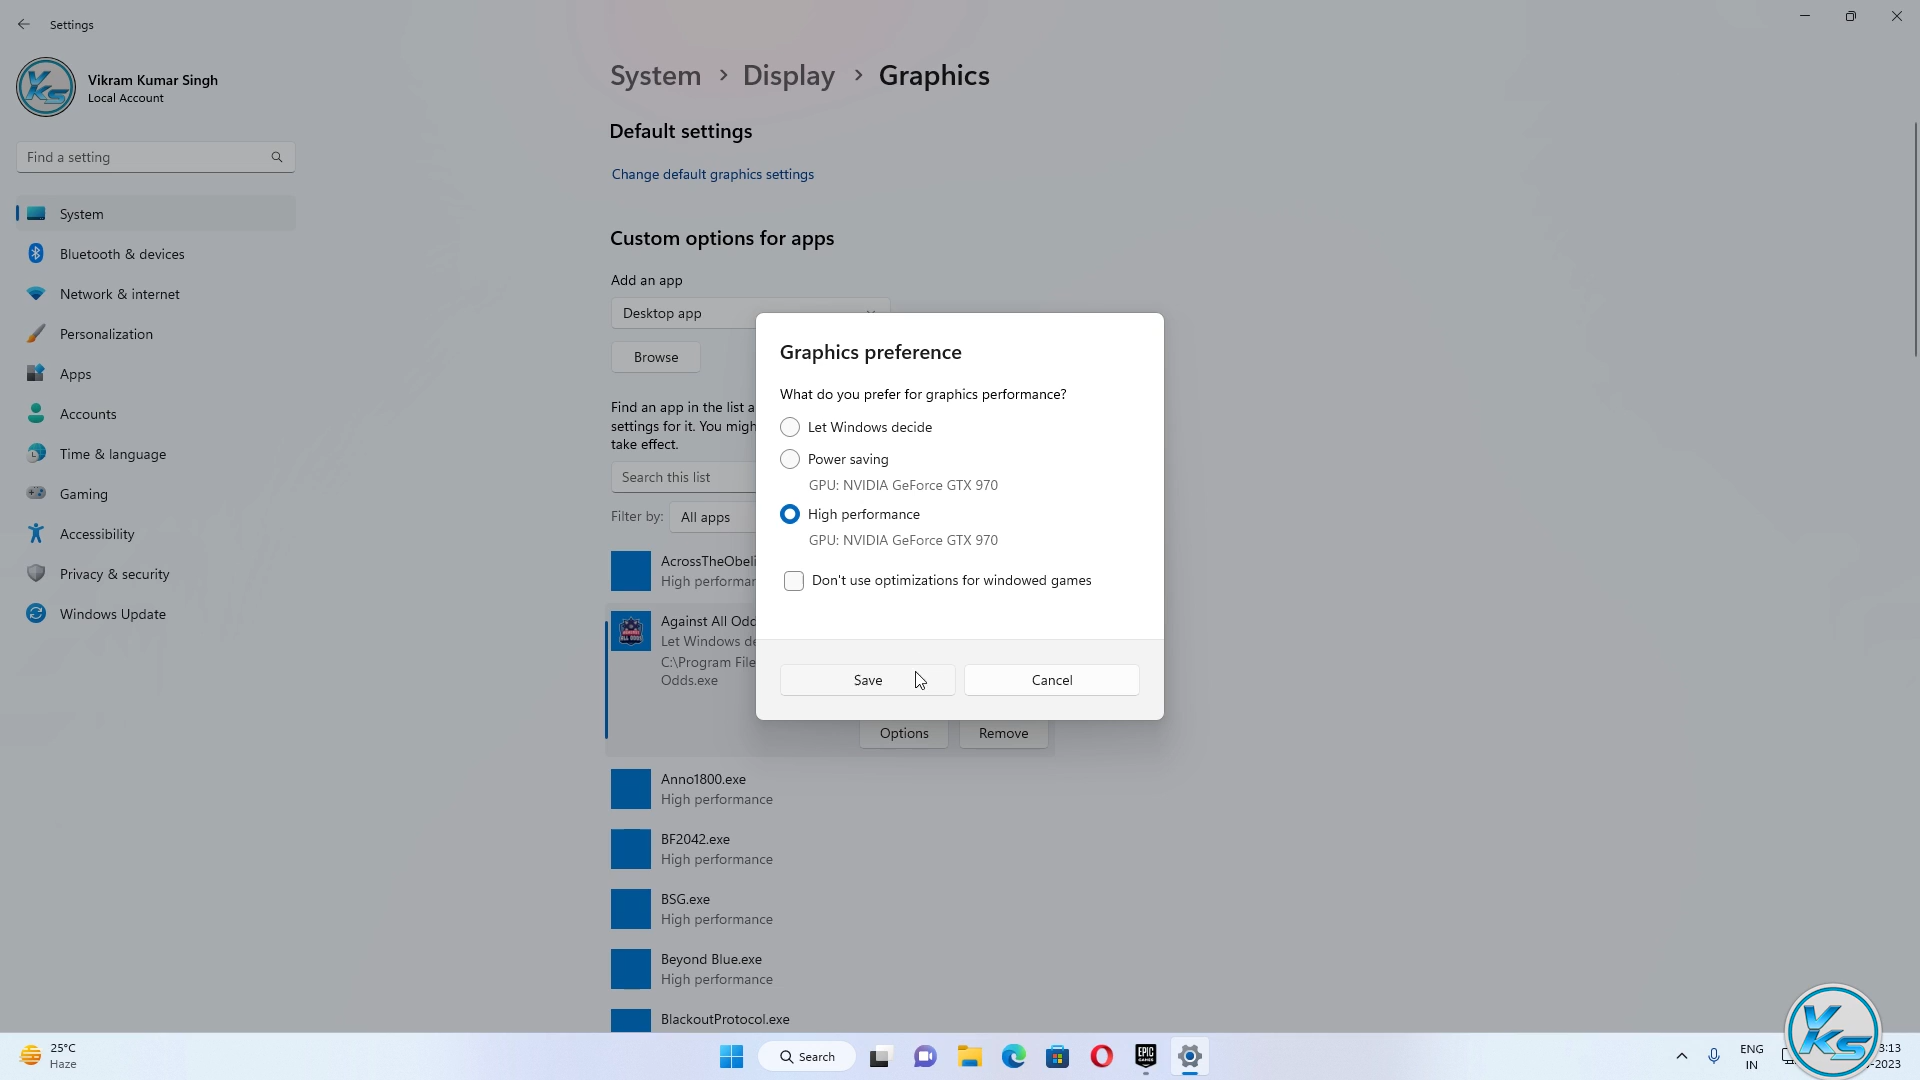 Settings
Vikram Kumar Singh
Local Account
Find a setting
System
Bluetooth & devices
Network & internet
Personalization
Apps
Accounts
Time & language
Gaming
Accessibility
Privacy & security
Windows Update
System > Display > Graphics
Default settings
Change default graphics settings
Custom options for apps
Add an app
Desktop app
Browse
Find an app in the list
settings for it. You
take effect.
Search this list
Filter by: All apps
AcrossTheObeli
High performan
Against All Odd
Let Windows de
C:\Program File
Odds.exe
Options Remove
Anno1800.exe
High performance
BF2042.exe
High performance
BSG.exe
High performance
Beyond Blue.exe
High performance
BlackoutProtocol.exe
Graphics preference
What do you prefer for graphics performance?
Let Windows decide
Power saving
GPU: NVIDIA GeForce GTX 970
High performance
GPU: NVIDIA GeForce GTX 970
Don't use optimizations for windowed games
Save Cancel
25°C
Haze
Search
EPIC
GAMES
ENG
IN
3:13
-2023
VKS